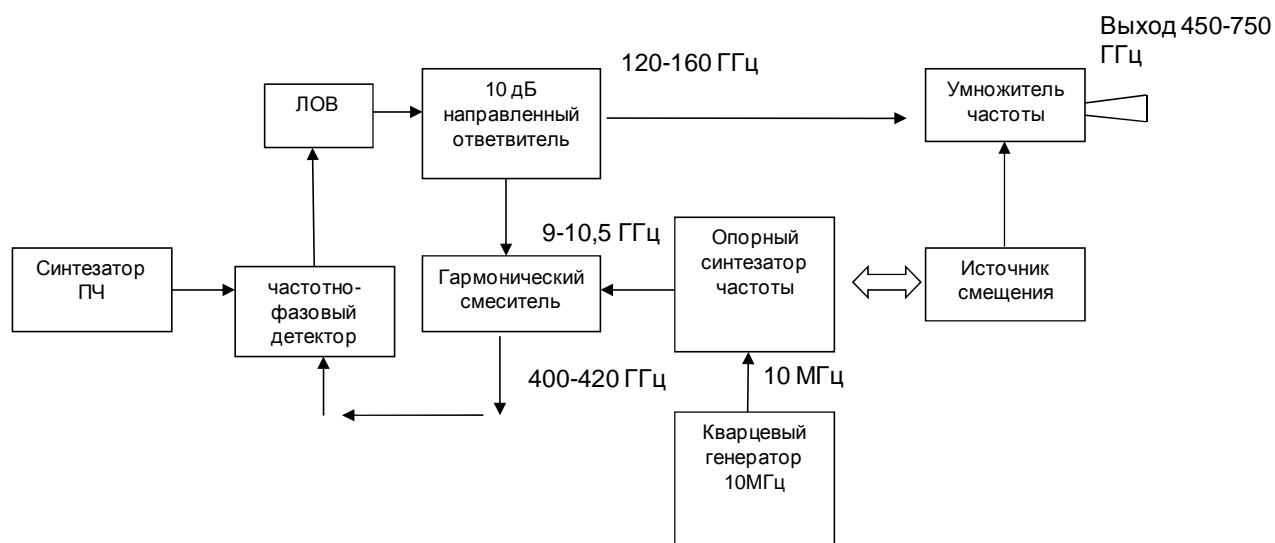 Выход 450-750
ГГц
120-160 ГГц
ЛОВ
10 дБ
направленный
ответвитель
Умножитель
частоты
9-10,5 ГГц
Синтезатор
ПЧ
частотно-
фазовый
детектор
Гармонический
смеситель
Опорный
синтезатор
частоты
Источник
смещения
400-420 ГГц
10 МГц
Кварцевый
генератор
10МГц